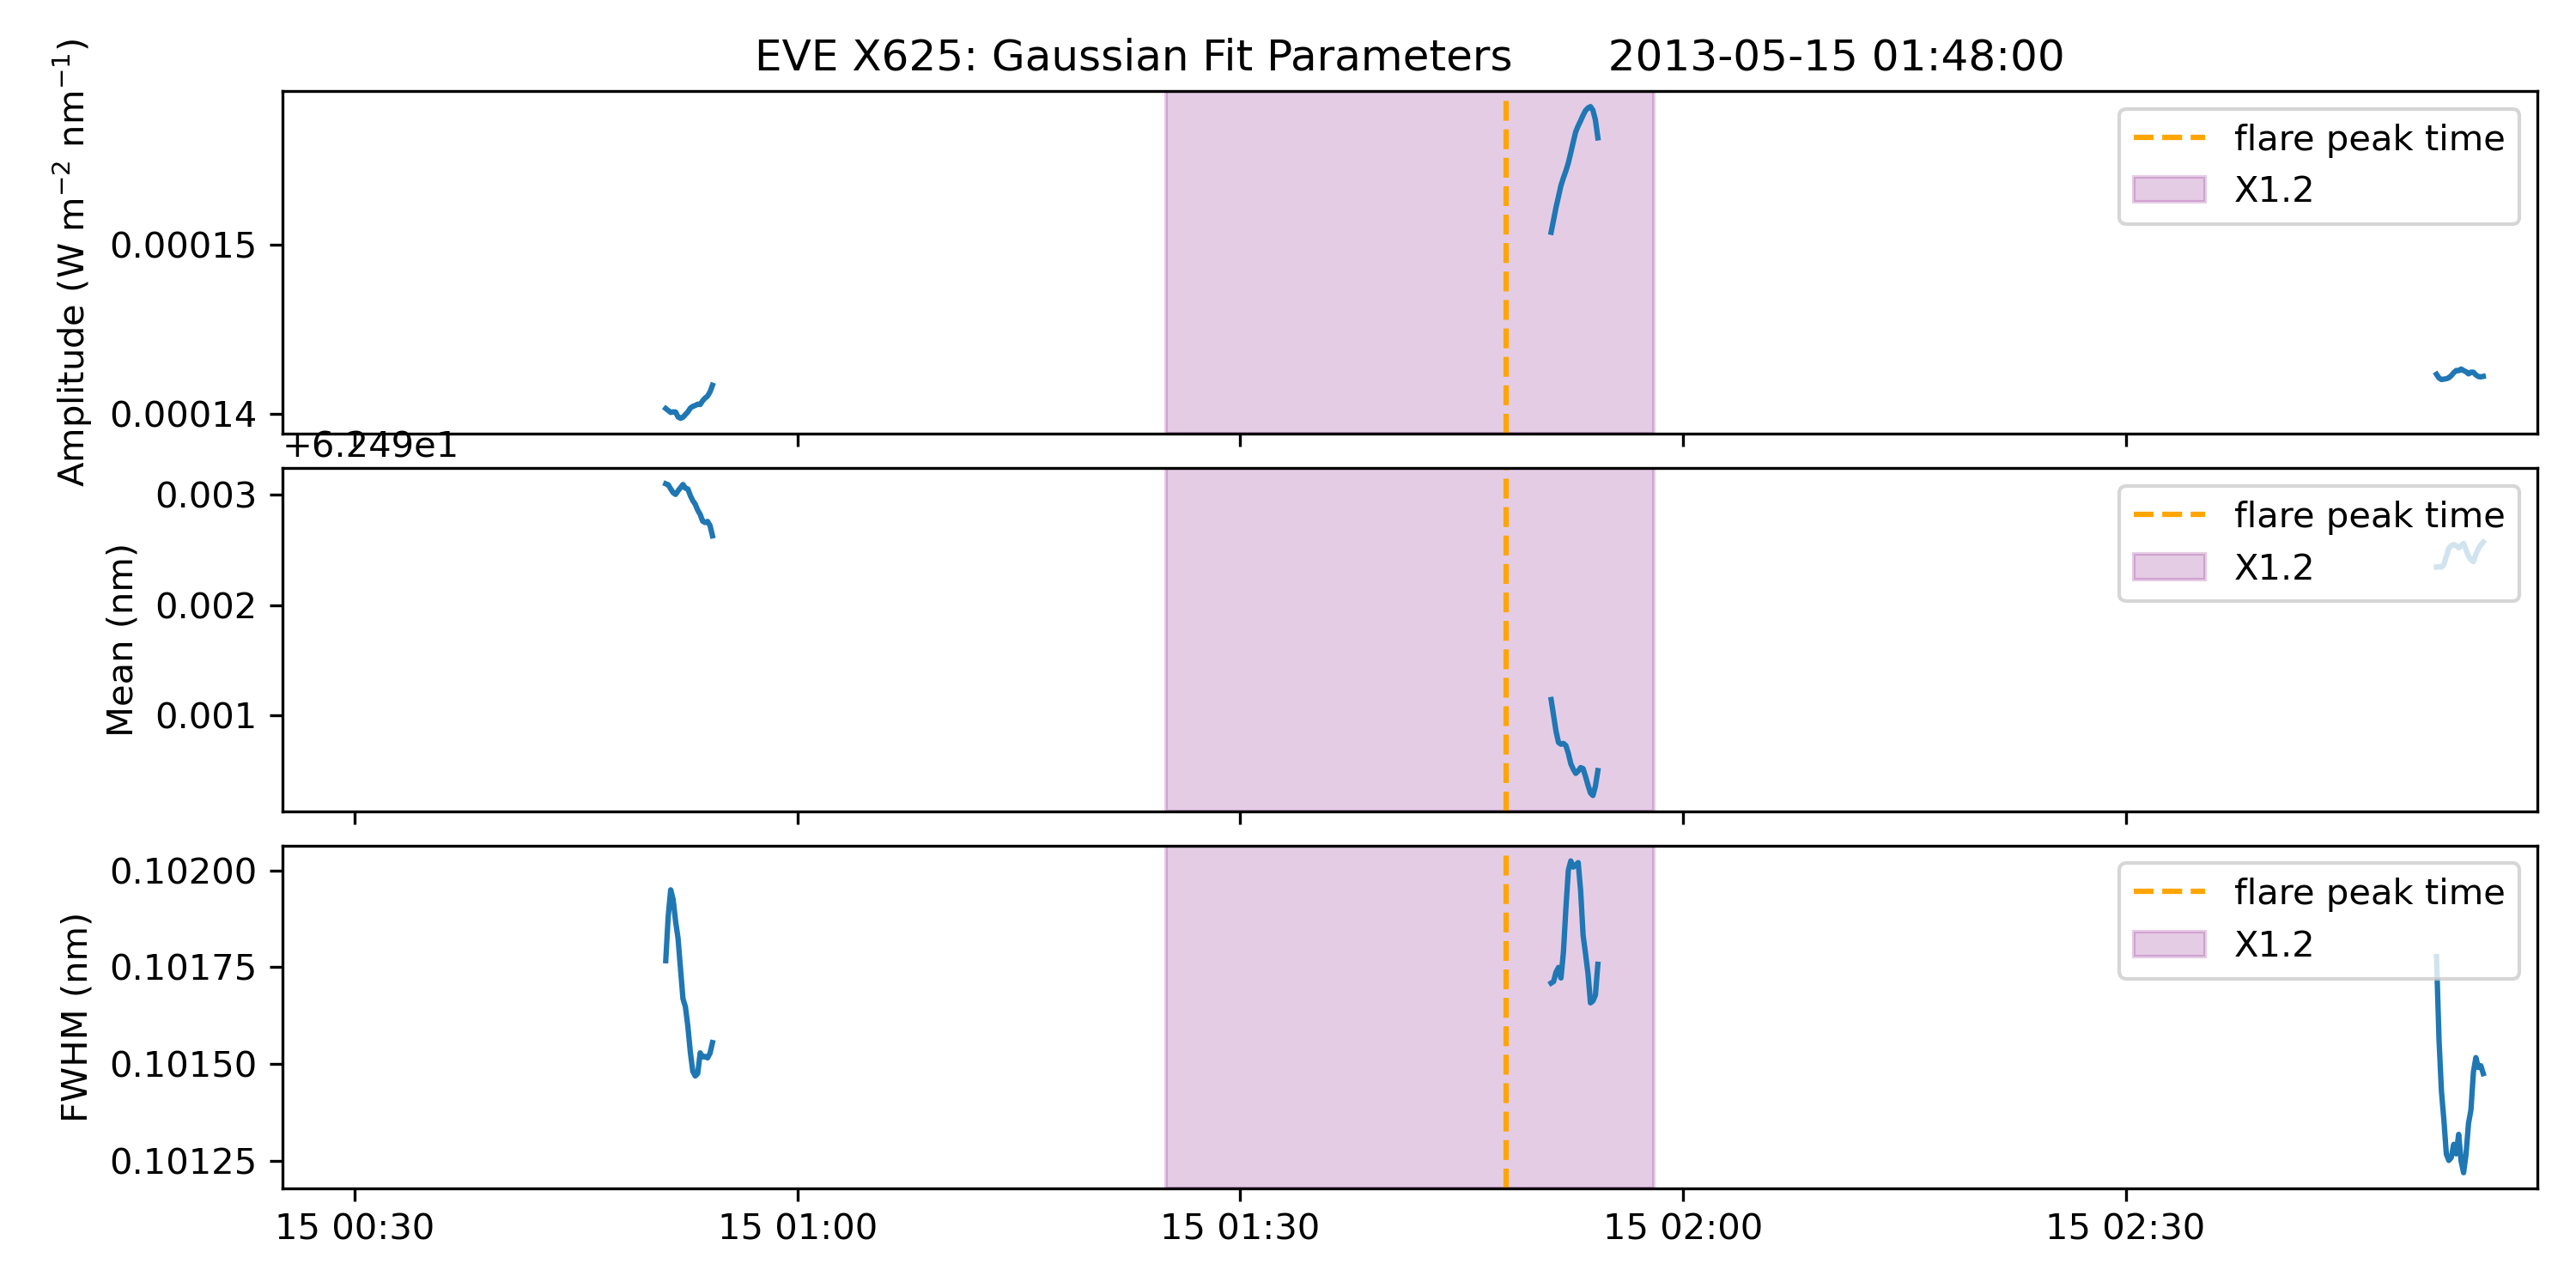 EVE X625: Gaussian Fit Parameters 2013-05-15 01:48:00
Amplitude (W m⁻² nm⁻¹)
0.00015
0.00014
flare peak time
X1.2
+6.249e1
Mean (nm)
0.003
0.002
0.001
flare peak time
X1.2
FWHM (nm)
0.10200
0.10175
0.10150
0.10125
flare peak time
X1.2
15 00:30 15 01:00 15 01:30 15 02:00 15 02:30